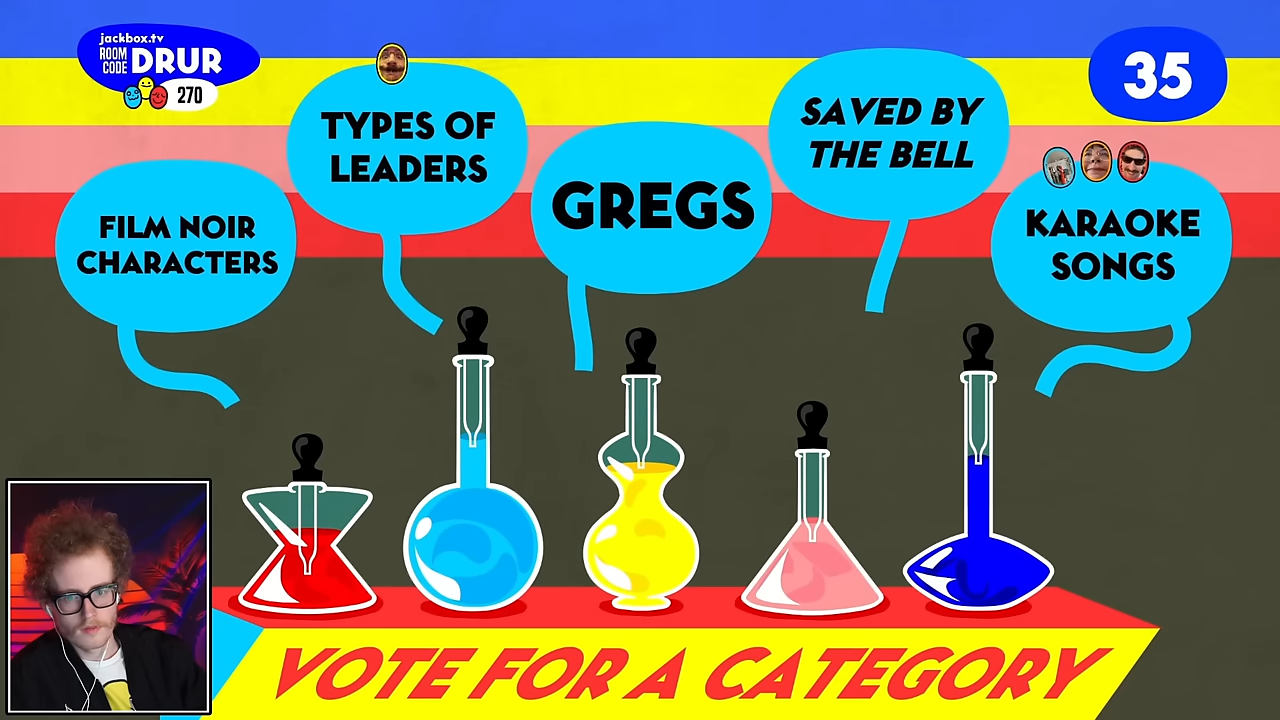 jackbox.tv
ROOM CODE DRUR
270
35
TYPES OF
LEADERS
SAVED BY
THE BELL
GREGS
FILM NOIR
CHARACTERS
KARAOKE
SONGS
VOTE FOR A CATEGORY